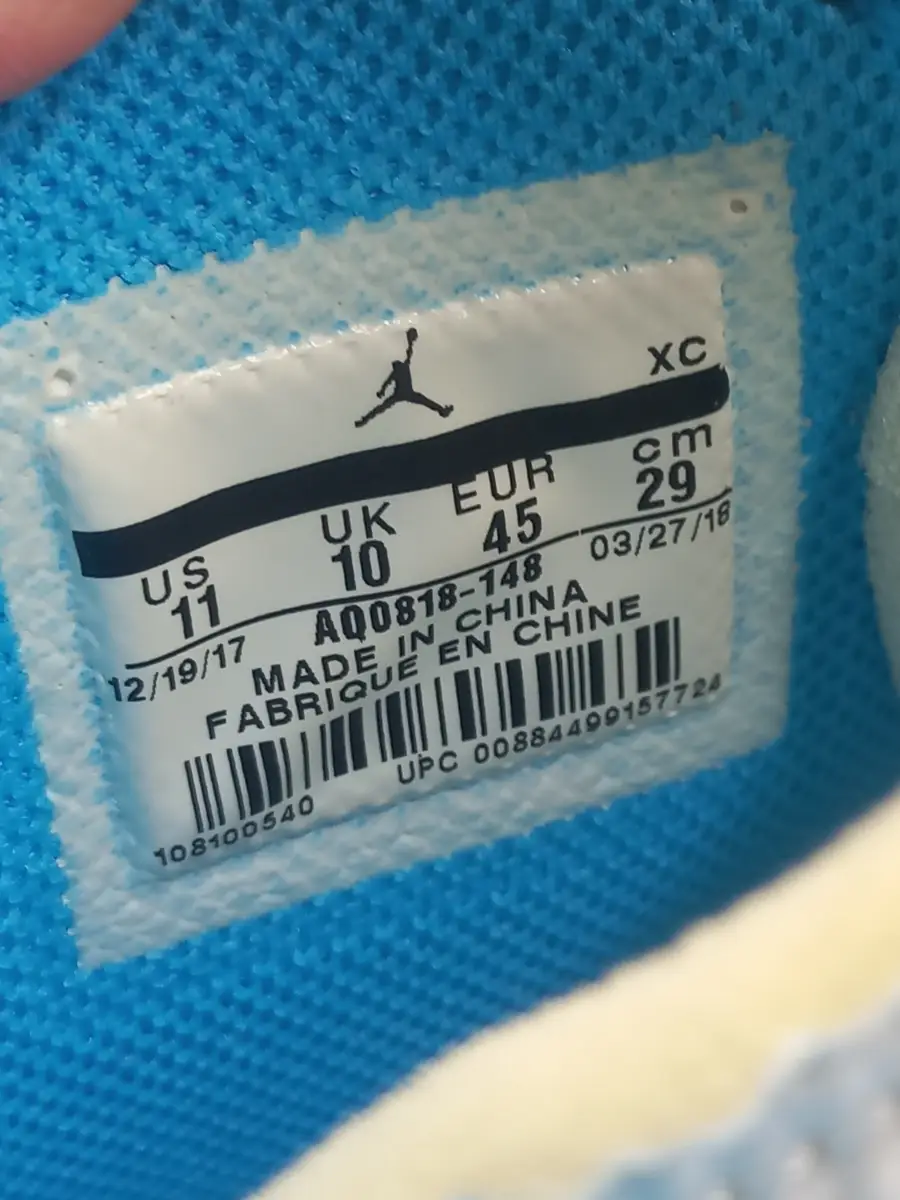 XC
US UK EUR cm
11 10 45 29
12/19/17 AQ0818-148 03/27/18
MADE IN CHINA
FABRIQUE EN CHINE
108100540 UPC 00884499157724